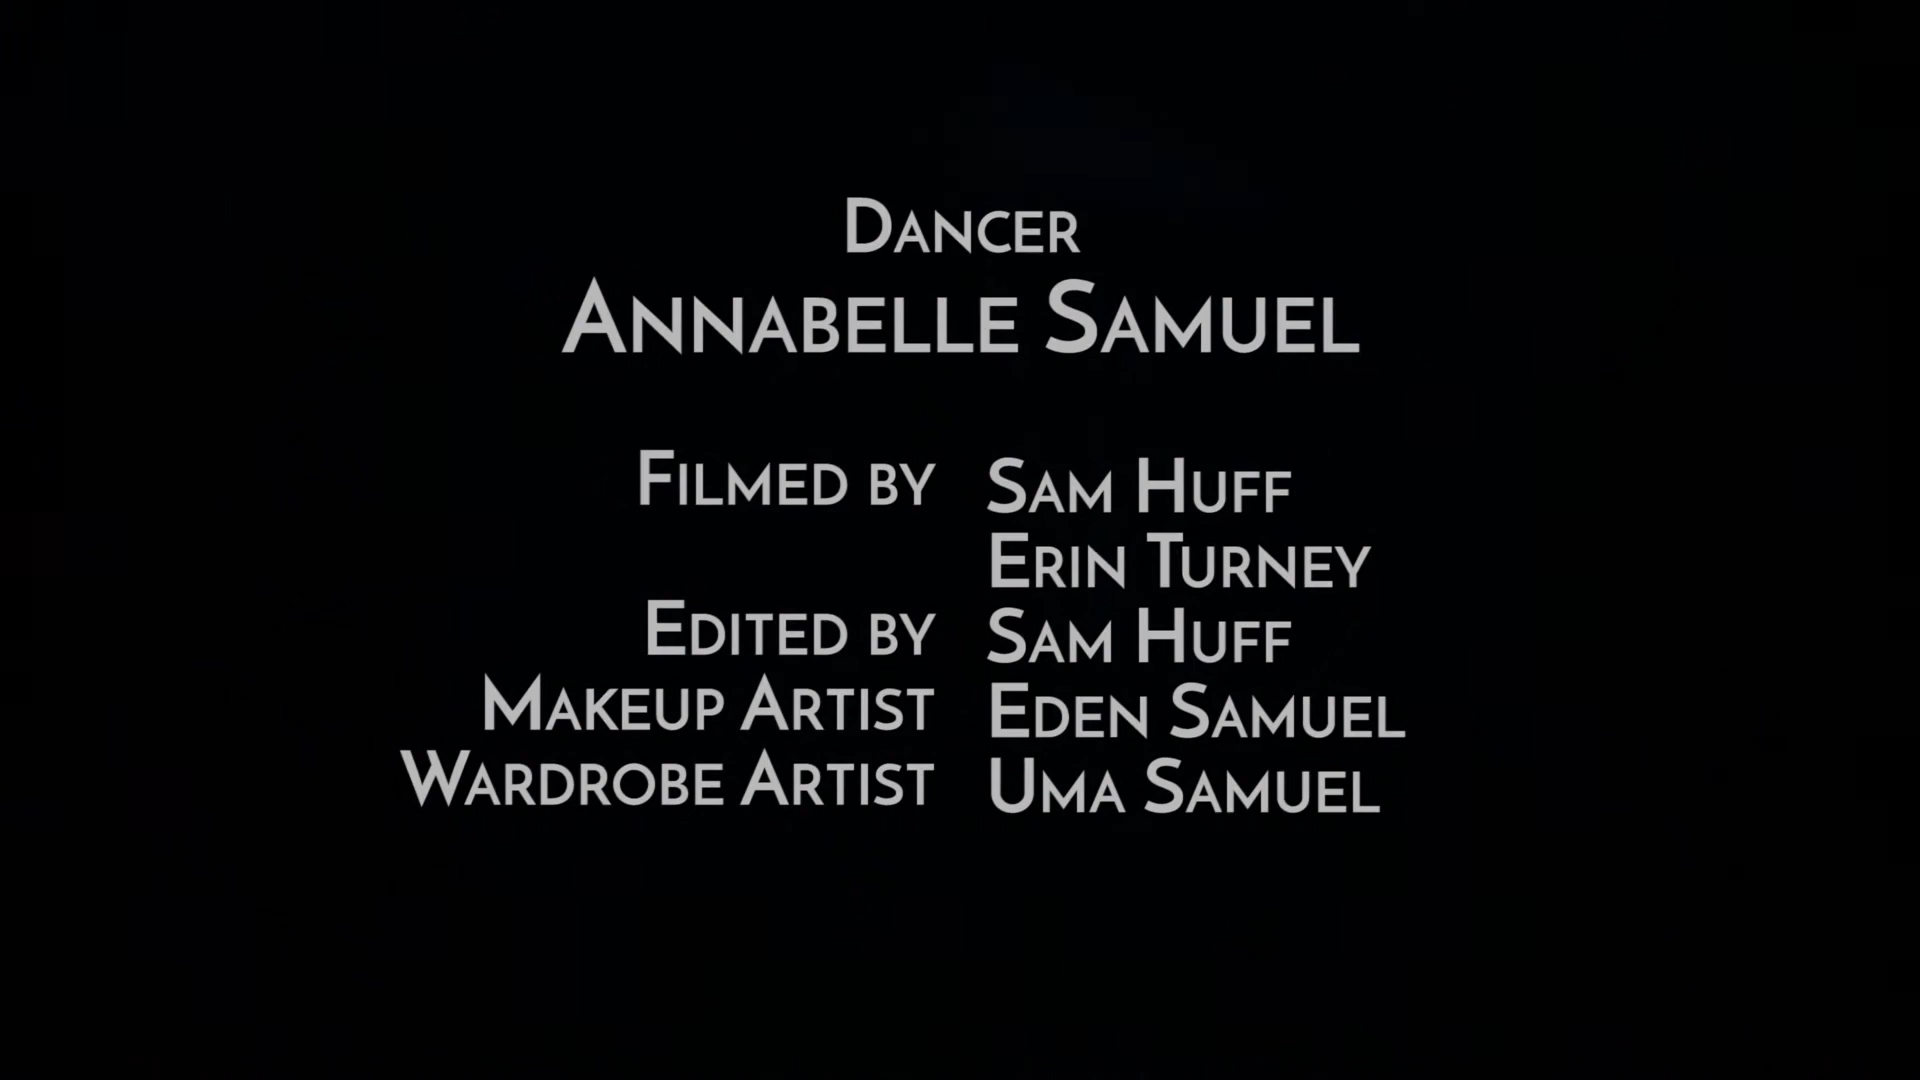 Dancer
Annabelle Samuel
Filmed by Sam Huff
Erin Turney
Edited by Sam Huff
Makeup Artist Eden Samuel
Wardrobe Artist Uma Samuel